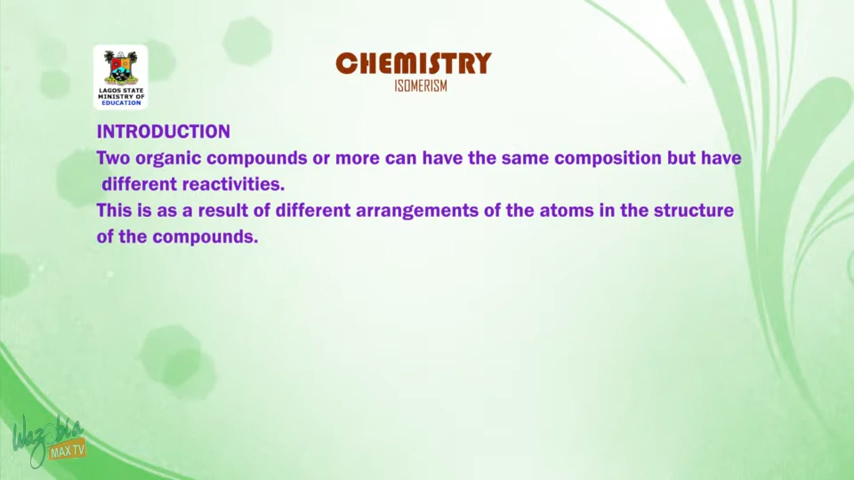 CHEMISTRY
ISOMERISM
LAGOS STATE
MINISTRY OF
EDUCATION
INTRODUCTION
Two organic compounds or more can have the same composition but have
different reactivities.
This is as a result of different arrangements of the atoms in the structure
of the compounds.
Wazobia
MAX TV